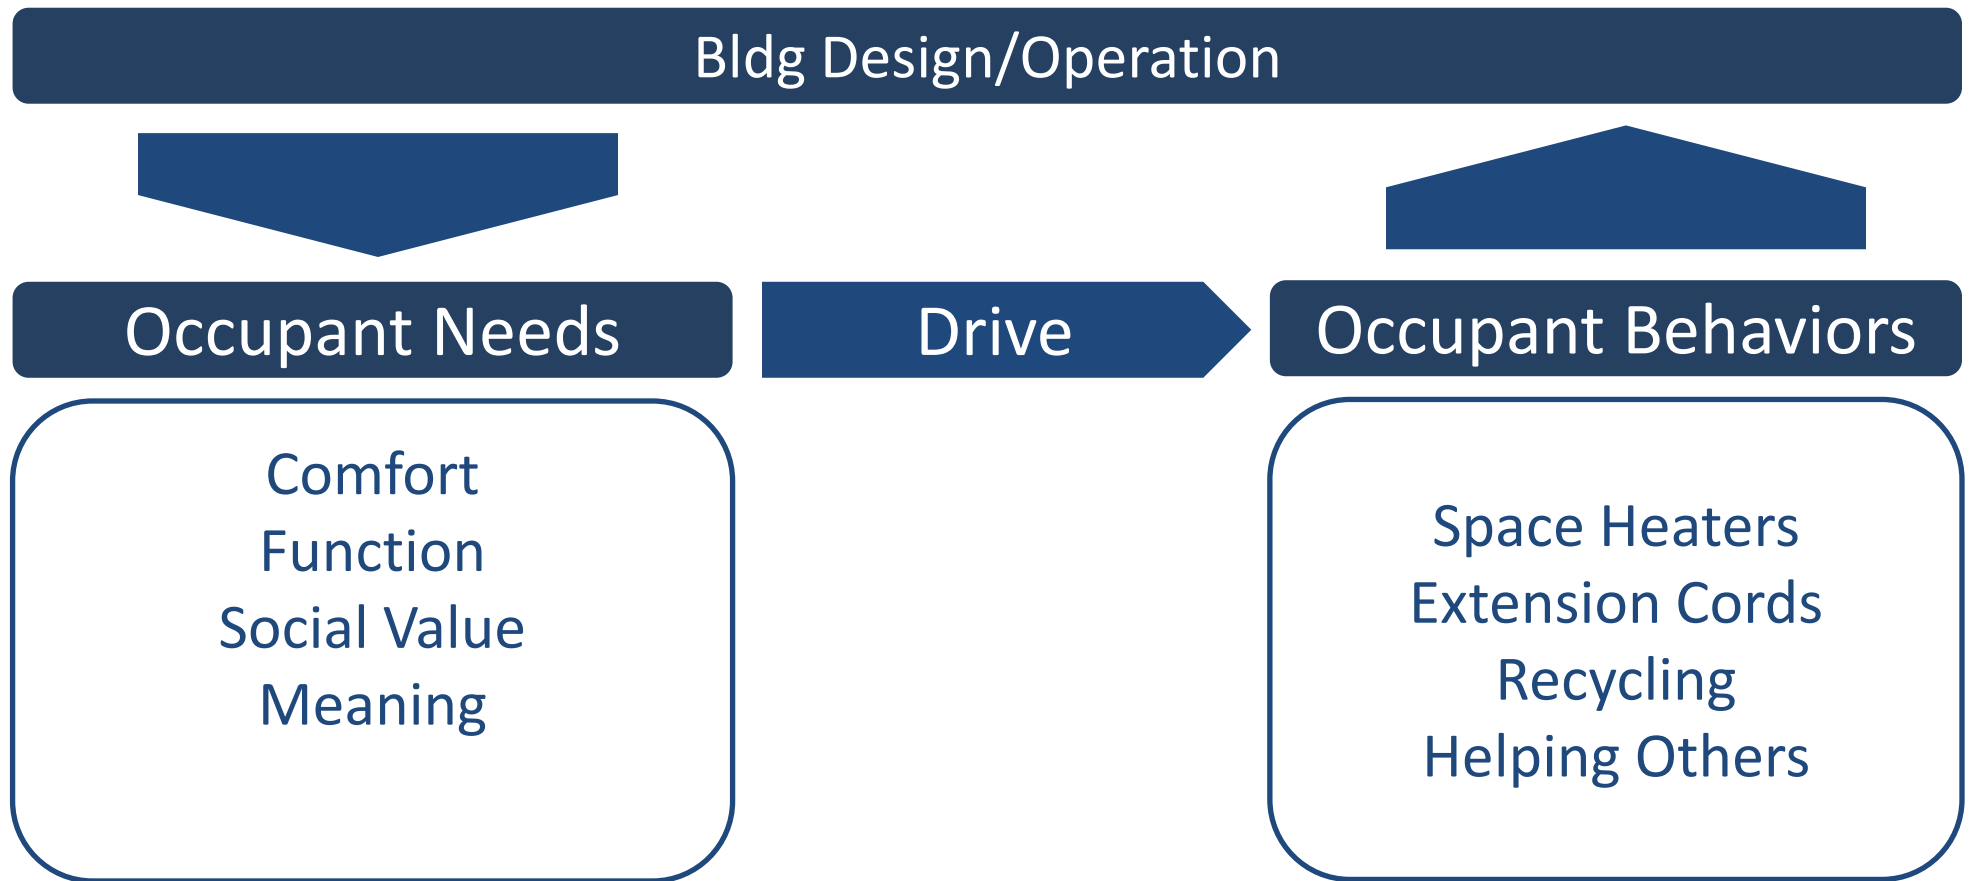 Bldg Design/Operation
Occupant Needs
Drive
Occupant Behaviors
Comfort
Function
Social Value
Meaning
Space Heaters
Extension Cords
Recycling
Helping Others